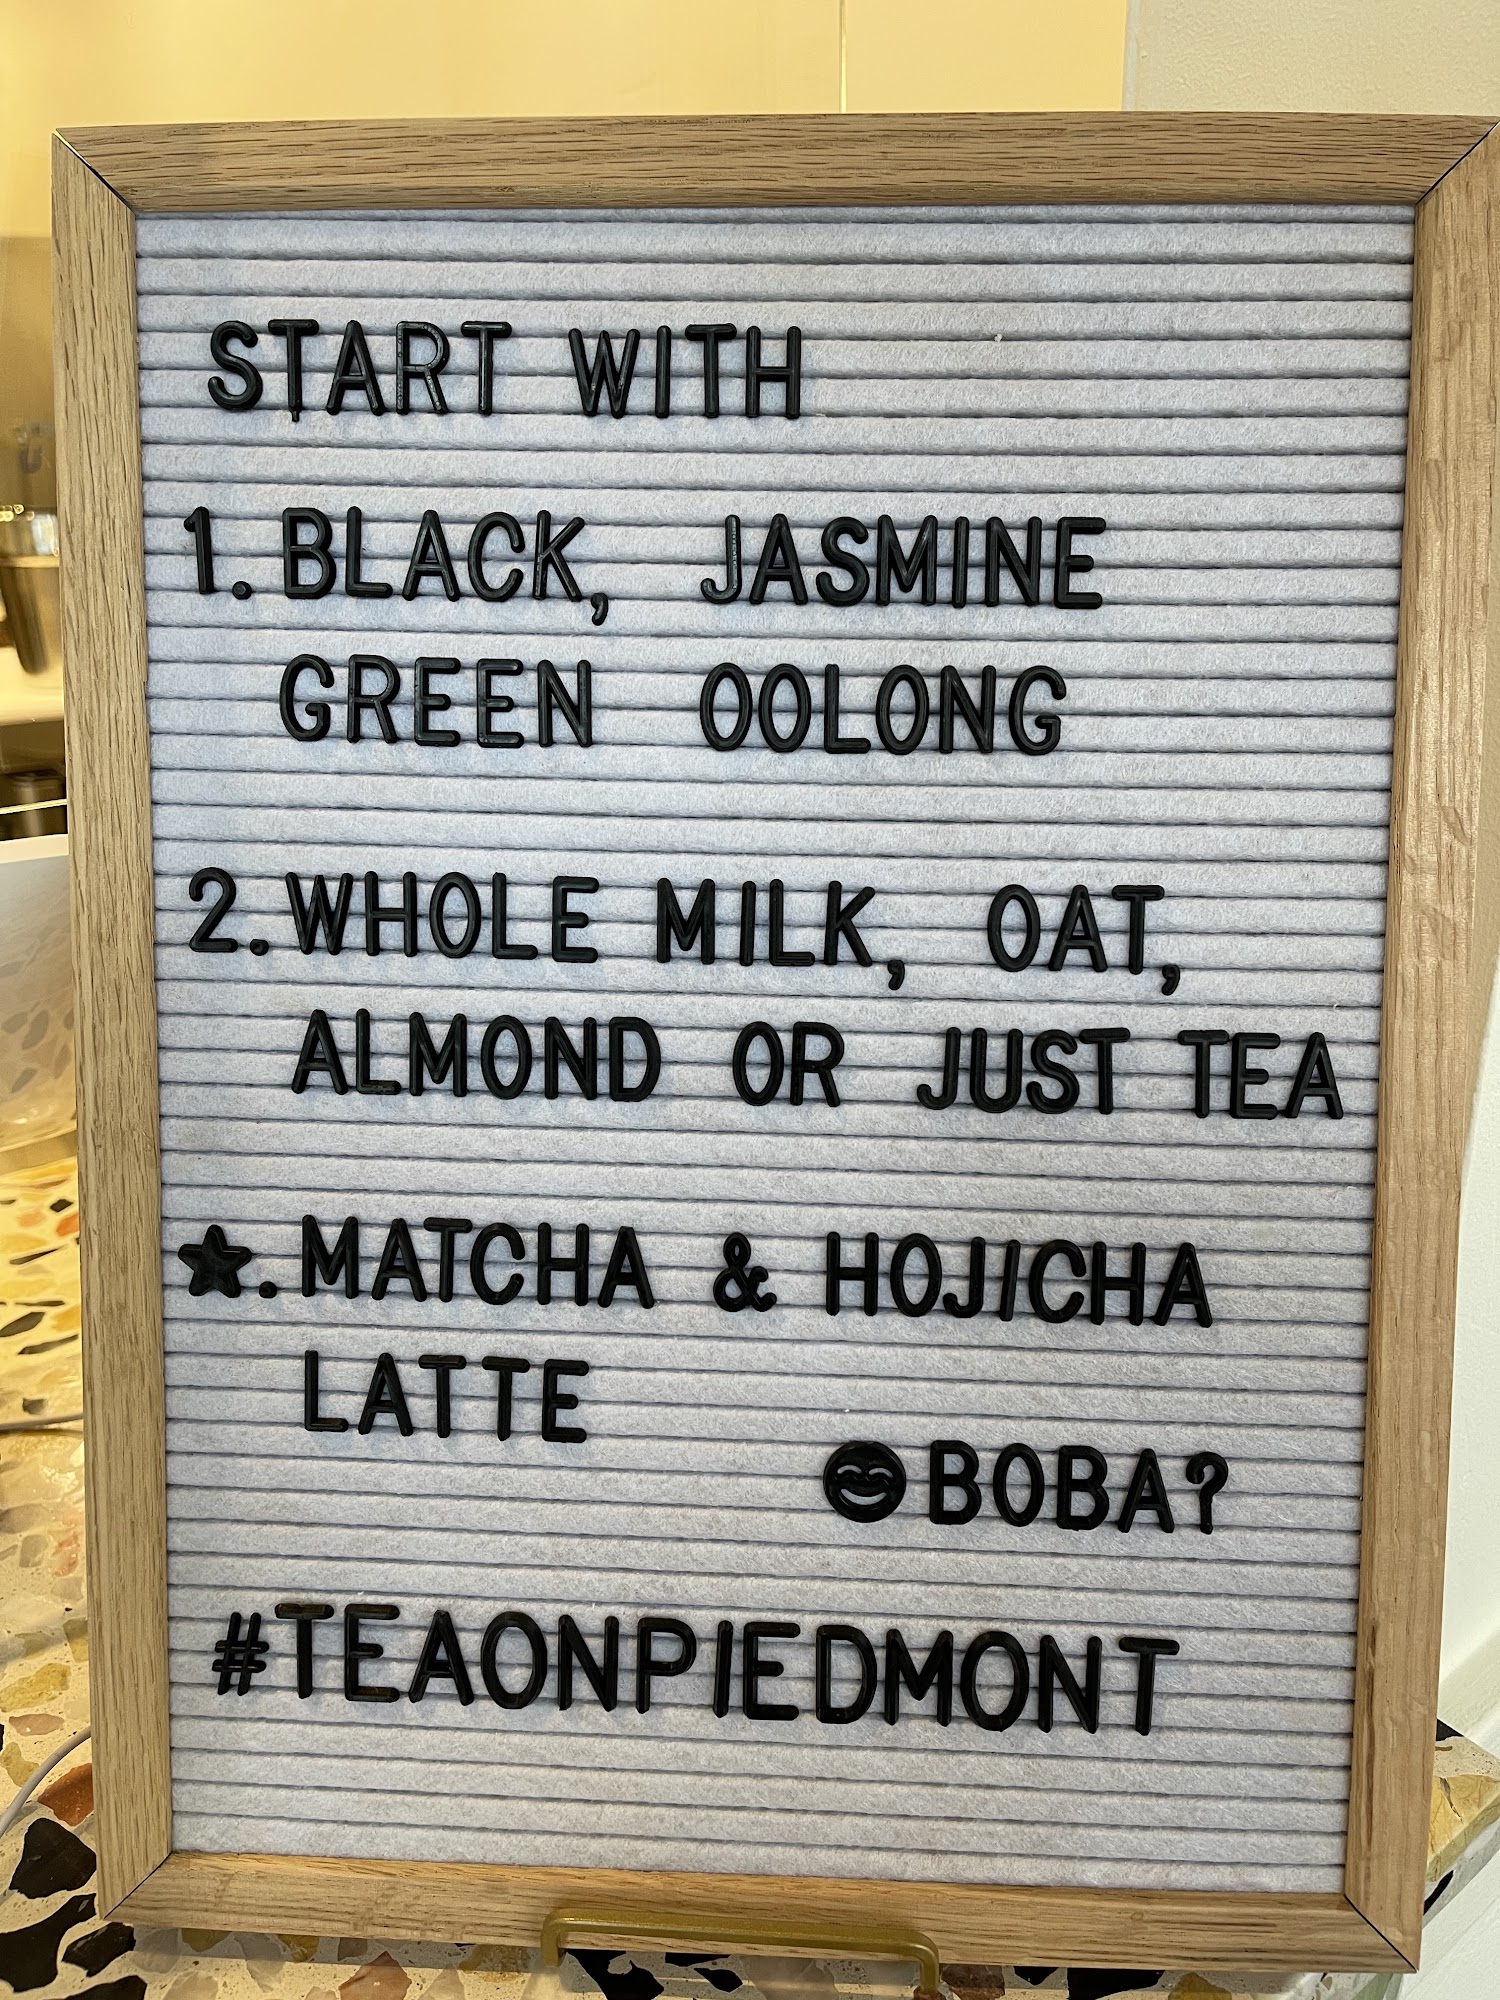 START WITH
1. BLACK, JASMINE
GREEN OOLONG
2. WHOLE MILK, OAT,
ALMOND OR JUST TEA
★. MATCHA & HOJICHA
LATTE
😄BOBA?
#TEAONPIEDMONT